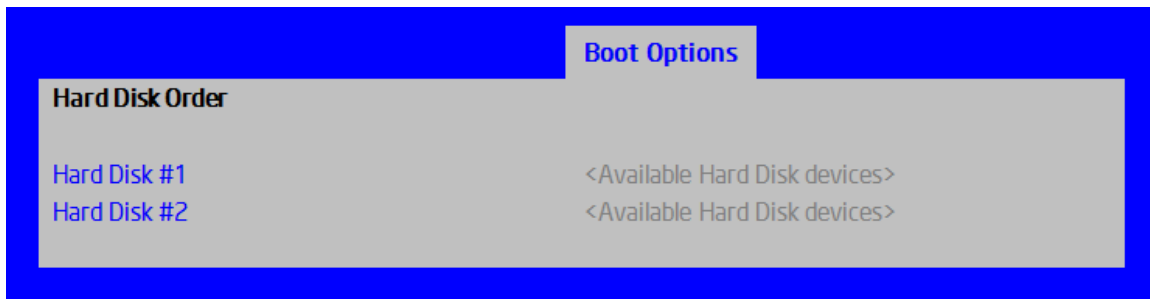 Boot Options
Hard Disk Order
Hard Disk #1 <Available Hard Disk devices>
Hard Disk #2 <Available Hard Disk devices>